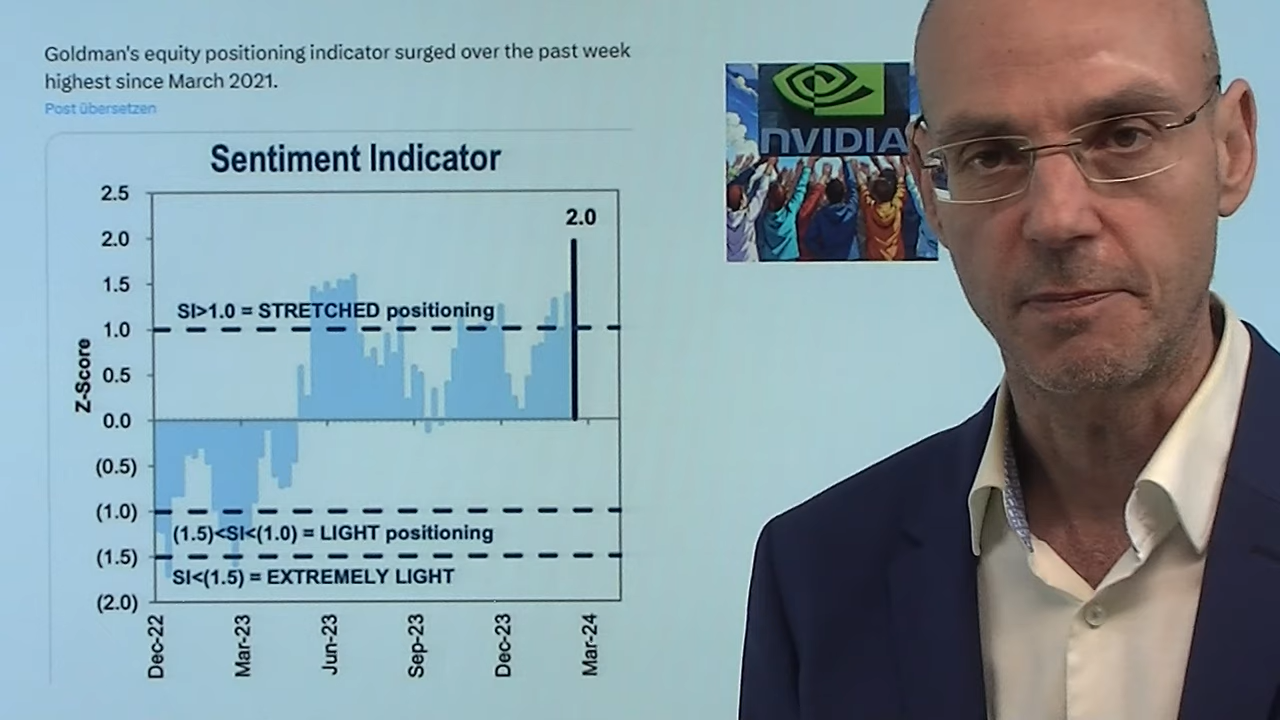 Goldman's equity positioning indicator surged over the past week
highest since March 2021.
Post übersetzen
Sentiment Indicator
2.5
2.0
1.5
1.0
0.5
0.0
(0.5)
(1.0)
(1.5)
(2.0)
Z-Score
2.0
SI>1.0 = STRETCHED positioning
(1.5)<SI<(1.0) = LIGHT positioning
SI<(1.5) = EXTREMELY LIGHT
Dec-22
Mar-23
Jun-23
Sep-23
Dec-23
Mar-24
NVIDIA